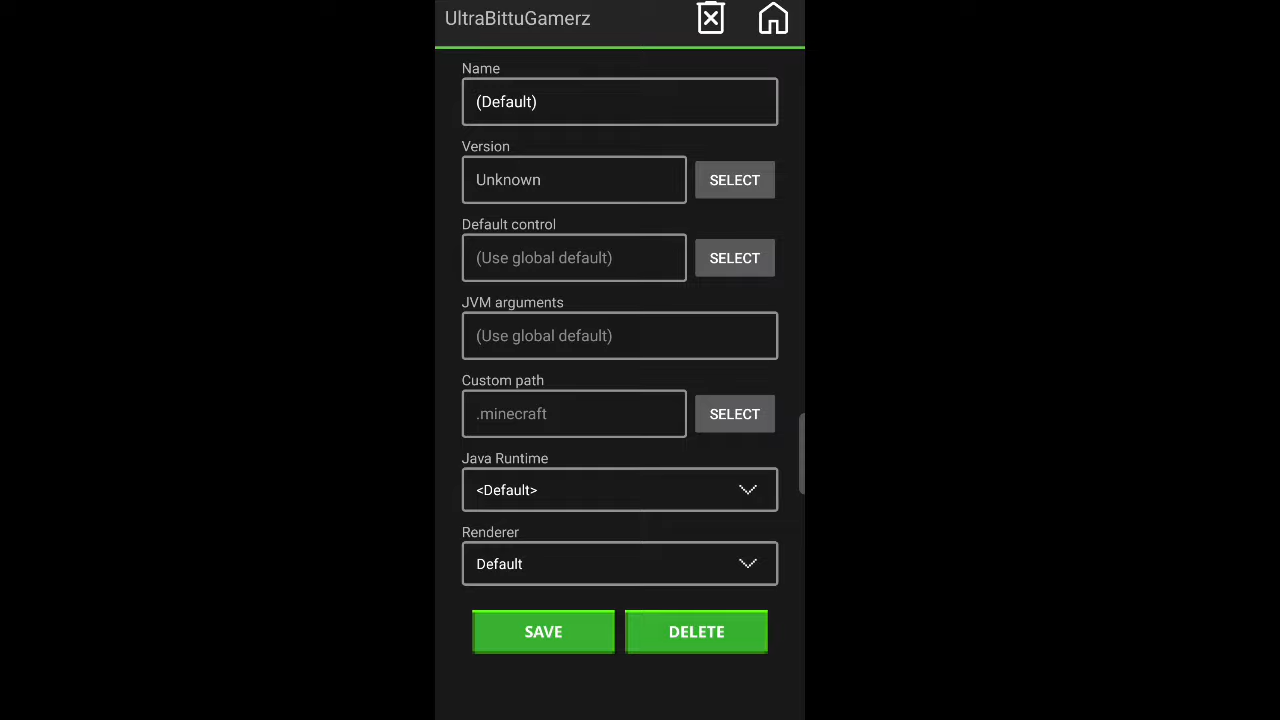 UltraBittuGamerz
Name
(Default)
Version
Unknown
SELECT
Default control
(Use global default)
SELECT
JVM arguments
(Use global default)
Custom path
.minecraft
SELECT
Java Runtime
<Default>
Renderer
Default
SAVE
DELETE